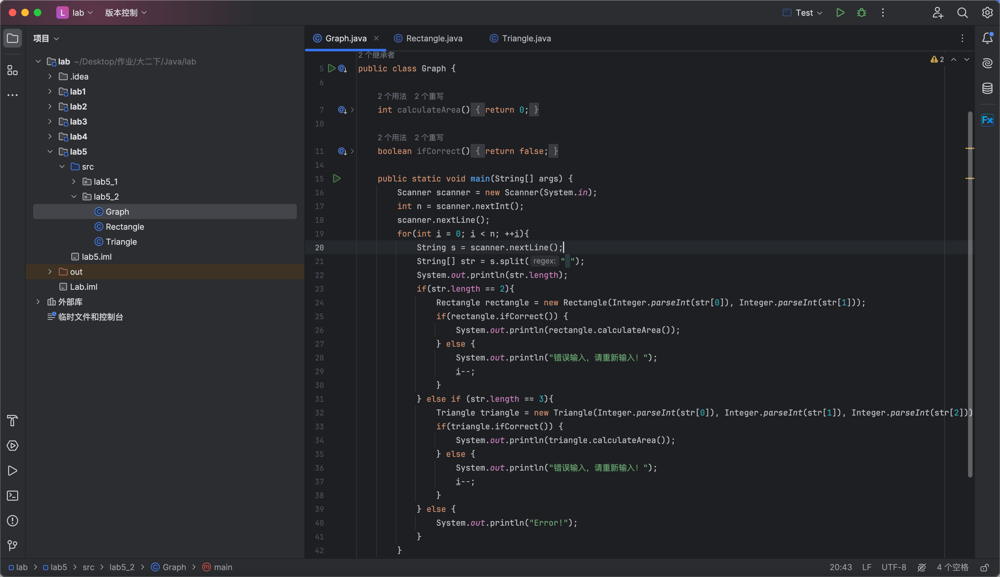 L lab 版本控制 Test
项目
lab ~/Desktop/作业/大二下/Java/lab
.idea
lab1
lab2
lab3
lab4
lab5
src
lab5_1
lab5_2
Graph
Rectangle
Triangle
lab5.iml
out
Lab.iml
外部库
临时文件和控制台
Graph.java Rectangle.java Triangle.java
2 个继承者
2
5 public class Graph {
6
2 个用法 2 个重写
7 int calculateArea() { return 0; }
10
2 个用法 2 个重写
11 boolean ifCorrect() { return false; }
14
15 public static void main(String[] args) {
16 Scanner scanner = new Scanner(System.in);
17 int n = scanner.nextInt();
18 scanner.nextLine();
19 for(int i = 0; i < n; ++i){
20 String s = scanner.nextLine();
21 String[] str = s.split( regex: " ");
22 System.out.println(str.length);
23 if(str.length == 2){
24 Rectangle rectangle = new Rectangle(Integer.parseInt(str[0]), Integer.parseInt(str[1]));
25 if(rectangle.ifCorrect()) {
26 System.out.println(rectangle.calculateArea());
27 } else {
28 System.out.println("错误输入，请重新输入！");
29 i--;
30 }
31 } else if (str.length == 3){
32 Triangle triangle = new Triangle(Integer.parseInt(str[0]), Integer.parseInt(str[1]), Integer.parseInt(str[2]))
33 if(triangle.ifCorrect()) {
34 System.out.println(triangle.calculateArea());
35 } else {
36 System.out.println("错误输入，请重新输入！");
37 i--;
38 }
39 } else {
40 System.out.println("Error!");
41 }
42 }
Fx
lab > lab5 > src > lab5_2 > Graph > main 20:43 LF UTF-8 4 个空格